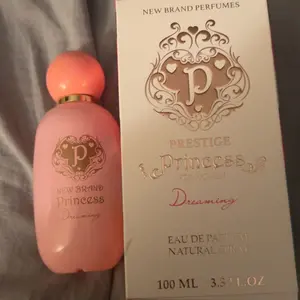 P
NEW BRAND
Princess
Dreaming
NEW BRAND PERFUMES
P
PRESTIGE
Princess
Dreaming
EAU DE PARFUM
NATURAL SPRAY
100 ML 3.3 FL.OZ